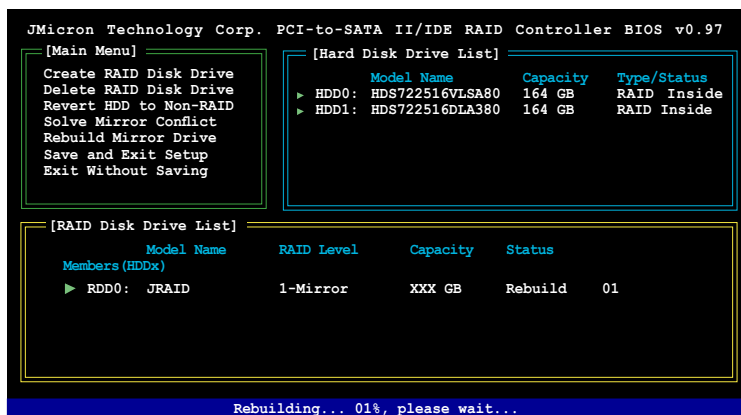 JMicron Technology Corp. PCI-to-SATA II/IDE RAID Controller BIOS v0.97
[Main Menu]
Create RAID Disk Drive
Delete RAID Disk Drive
Revert HDD to Non-RAID
Solve Mirror Conflict
Rebuild Mirror Drive
Save and Exit Setup
Exit Without Saving
[Hard Disk Drive List]
Model Name Capacity Type/Status
HDD0: HDS722516VLSA80 164 GB RAID Inside
HDD1: HDS722516DLA380 164 GB RAID Inside
[RAID Disk Drive List]
Model Name RAID Level Capacity Status
Members(HDDx)
RDD0: JRAID 1-Mirror XXX GB Rebuild 01
Rebuilding... 01%, please wait...